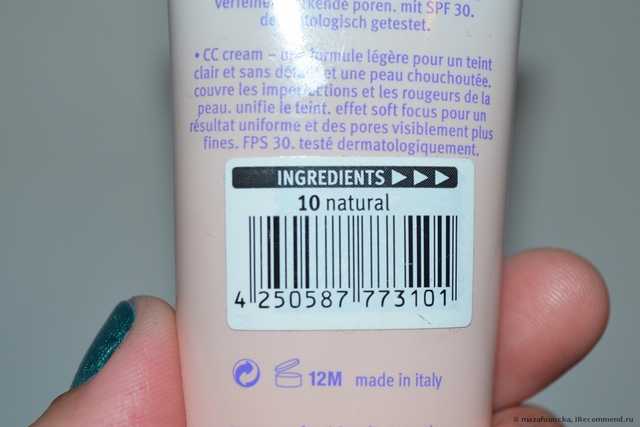 verfeinert wirkende poren. mit SPF 30.
dermatologisch getestet.
• CC cream – une formule légère pour un teint
clair et sans défaut et une peau chouchoutée.
couvre les imperfections et les rougeurs de la
peau. unifie le teint. effet soft focus pour un
résultat uniforme et des pores visiblement plus
fines. FPS 30. testé dermatologiquement.
INGREDIENTS
10 natural
4 250587 773101
12M made in italy